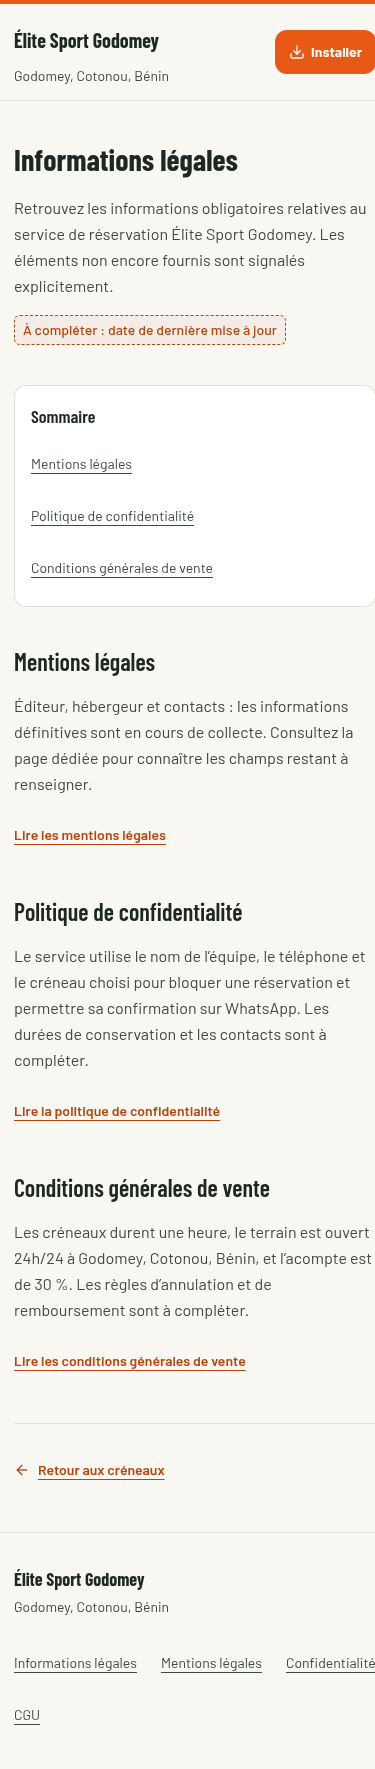 Élite Sport Godomey
Godomey, Cotonou, Bénin
Installer
Informations légales
Retrouvez les informations obligatoires relatives au
service de réservation Élite Sport Godomey. Les
éléments non encore fournis sont signalés
explicitement.
À compléter : date de dernière mise à jour
Sommaire
Mentions légales
Politique de confidentialité
Conditions générales de vente
Mentions légales
Éditeur, hébergeur et contacts : les informations
définitives sont en cours de collecte. Consultez la
page dédiée pour connaître les champs restant à
renseigner.
Lire les mentions légales
Politique de confidentialité
Le service utilise le nom de l’équipe, le téléphone et
le créneau choisi pour bloquer une réservation et
permettre sa confirmation sur WhatsApp. Les
durées de conservation et les contacts sont à
compléter.
Lire la politique de confidentialité
Conditions générales de vente
Les créneaux durent une heure, le terrain est ouvert
24h/24 à Godomey, Cotonou, Bénin, et l’acompte est
de 30 %. Les règles d’annulation et de
remboursement sont à compléter.
Lire les conditions générales de vente
Retour aux créneaux
Élite Sport Godomey
Godomey, Cotonou, Bénin
Informations légales Mentions légales Confidentialité
CGU